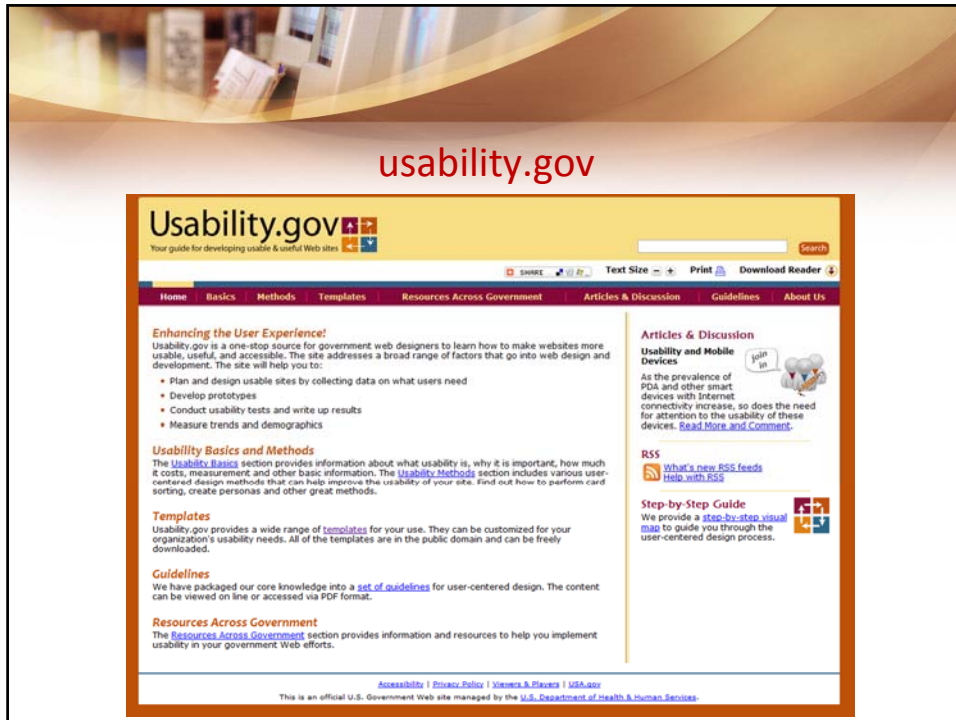 usability.gov
Usability.gov
Your guide for developing usable & useful Web sites
Search
SHARE
Text Size - +
Print
Download Reader
Home Basics Methods Templates Resources Across Government Articles & Discussion Guidelines About Us
Enhancing the User Experience!
Usability.gov is a one-stop source for government web designers to learn how to make websites more
usable, useful, and accessible. The site addresses a broad range of factors that go into web design and
development. The site will help you to:
• Plan and design usable sites by collecting data on what users need
• Develop prototypes
• Conduct usability tests and write up results
• Measure trends and demographics
Usability Basics and Methods
The Usability Basics section provides information about what usability is, why it is important, how much
it costs, measurement and other basic information. The Usability Methods section includes various user-
centered design methods that can help improve the usability of your site. Find out how to perform card
sorting, create personas and other great methods.
Templates
Usability.gov provides a wide range of templates for your use. They can be customized for your
organization's usability needs. All of the templates are in the public domain and can be freely
downloaded.
Guidelines
We have packaged our core knowledge into a set of guidelines for user-centered design. The content
can be viewed on line or accessed via PDF format.
Resources Across Government
The Resources Across Government section provides information and resources to help you implement
usability in your government Web efforts.
Articles & Discussion
Usability and Mobile
Devices
join
in
As the prevalence of
PDA and other smart
devices with Internet
connectivity increase, so does the need
for attention to the usability of these
devices. Read More and Comment.
RSS
What's new RSS feeds
Help with RSS
Step-by-Step Guide
We provide a step-by-step visual
map to guide you through the
user-centered design process.
Accessibility | Privacy Policy | Viewers & Players | USA.gov
This is an official U.S. Government Web site managed by the U.S. Department of Health & Human Services.